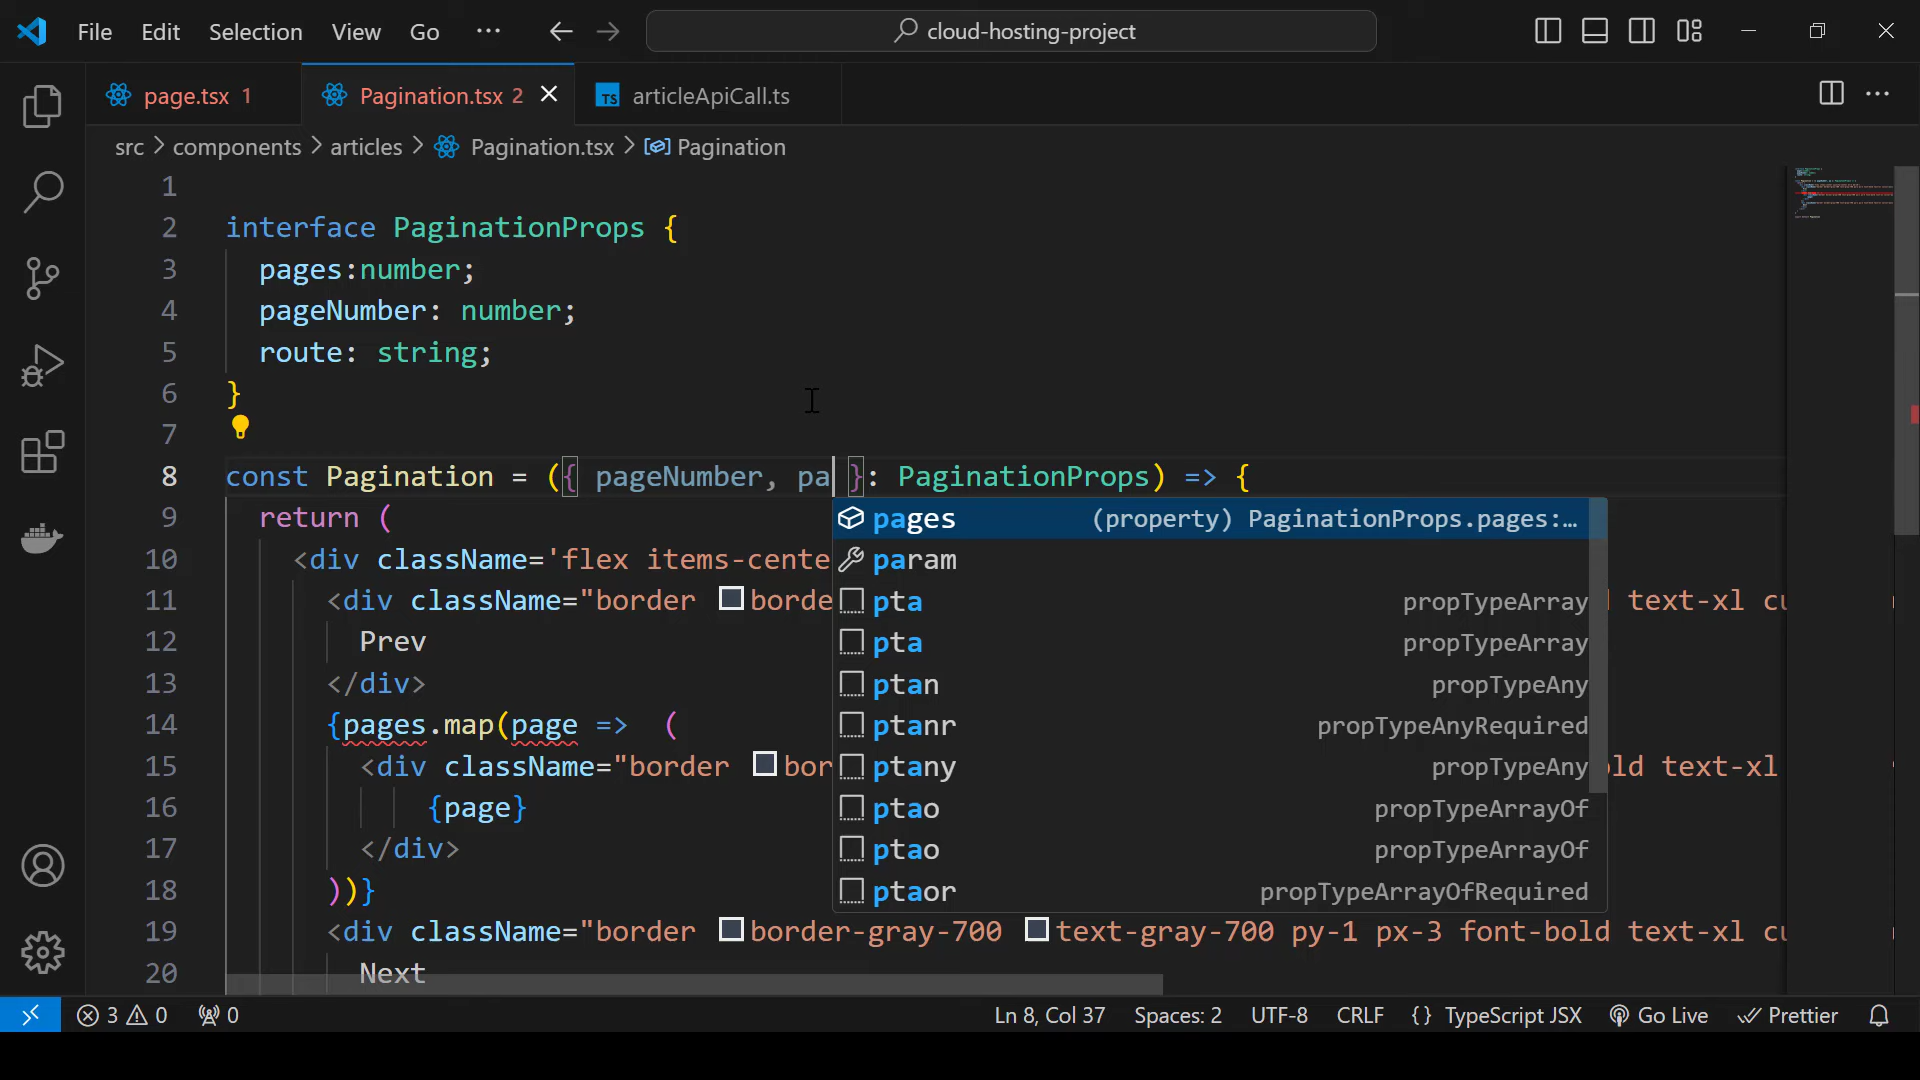 File Edit Selection View Go ··· cloud-hosting-project
page.tsx 1 Pagination.tsx 2 articleApiCall.ts
src > components > articles > Pagination.tsx > Pagination
1
2 interface PaginationProps {
3 pages:number;
4 pageNumber: number;
5 route: string;
6 }
7
8 const Pagination = ({ pageNumber, pa }: PaginationProps) => {
9 return (
pages (property) PaginationProps.pages:…
10 <div className='flex items-cente
param
11 <div className="border borde text-xl cu
pta propTypeArray
12 Prev
pta propTypeArray
13 </div>
ptan propTypeAny
14 {pages.map(page => (
ptanr propTypeAnyRequired
15 <div className="border bor ld text-xl
ptany propTypeAny
16 {page}
ptao propTypeArrayOf
17 </div>
ptao propTypeArrayOf
18 ))}
ptaor propTypeArrayOfRequired
19 <div className="border border-gray-700 text-gray-700 py-1 px-3 font-bold text-xl cu
20 Next
3 0 0 Ln 8, Col 37 Spaces: 2 UTF-8 CRLF {} TypeScript JSX Go Live Prettier